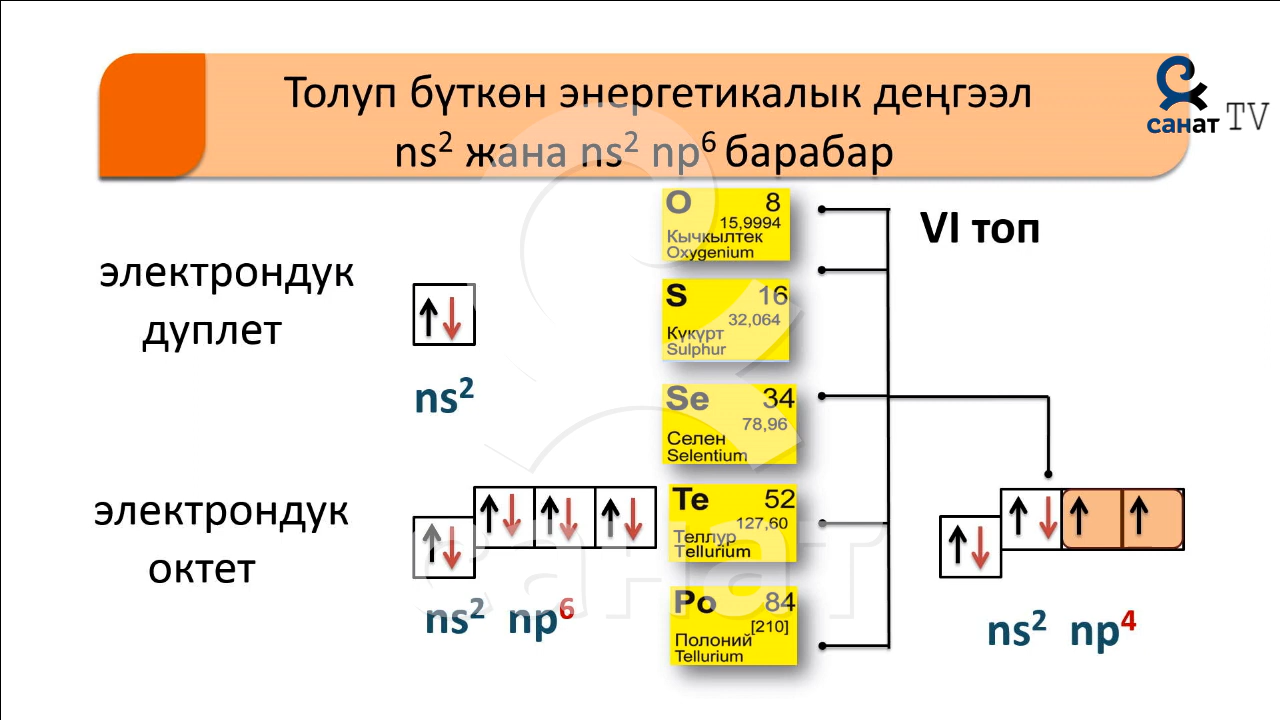 Толуп бүткөн энергетикалык деңгээл
ns² жана ns² np⁶ барабар
санат TV
электрондук
дуплет
ns²
электрондук
октет
ns² np⁶
O 8
15,9994
Кычкылтек
Oxygenium
S 16
32,064
Күкүрт
Sulphur
Se 34
78,96
Селен
Selentium
Te 52
127,60
Теллур
Tellurium
Po 84
[210]
Полоний
Tellurium
VI топ
ns² np⁴
санат